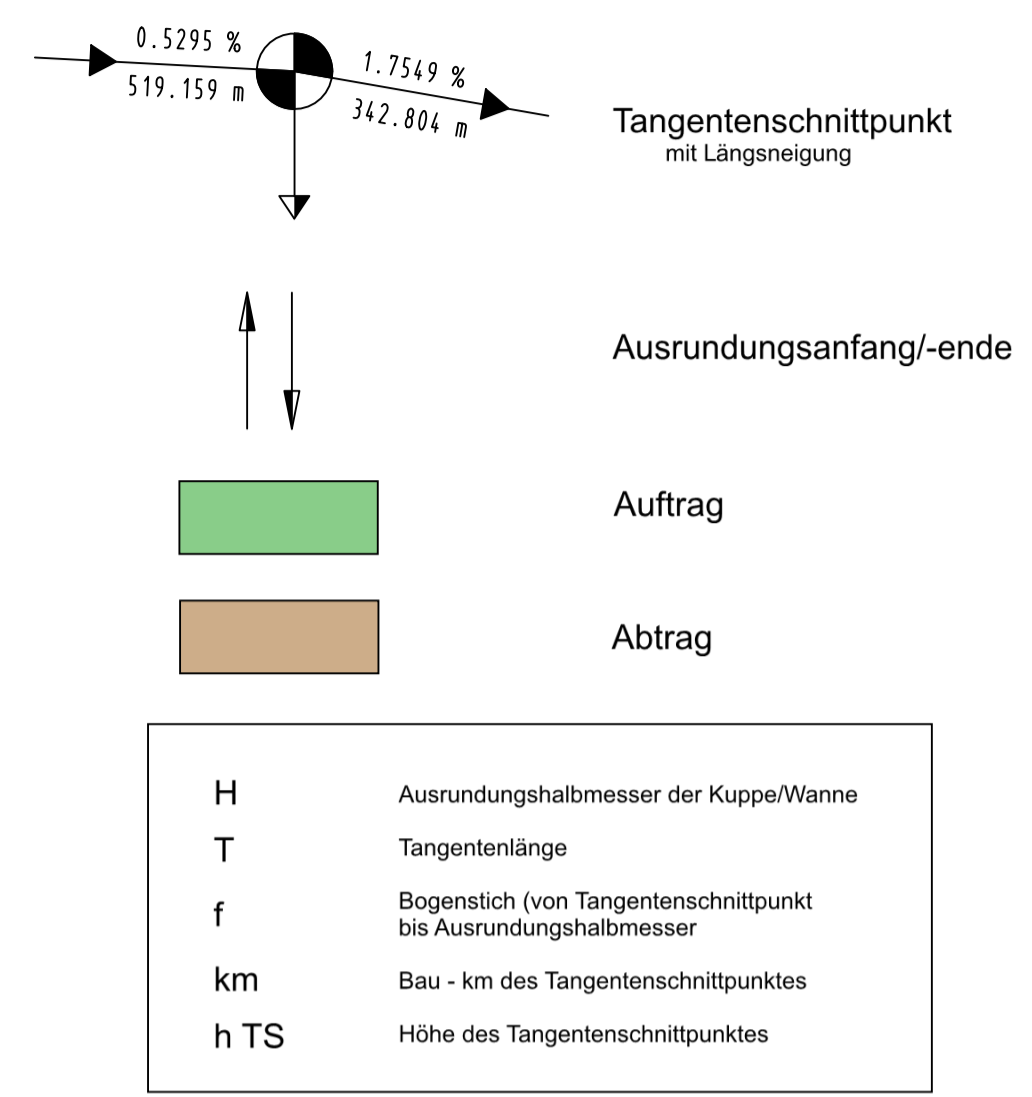 0.5295 %
519.159 m
1.7549 %
342.804 m
Tangentenschnittpunkt
mit Längsneigung
Ausrundungsanfang/-ende
Auftrag
Abtrag
H Ausrundungshalbmesser der Kuppe/Wanne
T Tangentenlänge
f Bogenstich (von Tangentenschnittpunkt
bis Ausrundungshalbmesser
km Bau - km des Tangentenschnittpunktes
h TS Höhe des Tangentenschnittpunktes